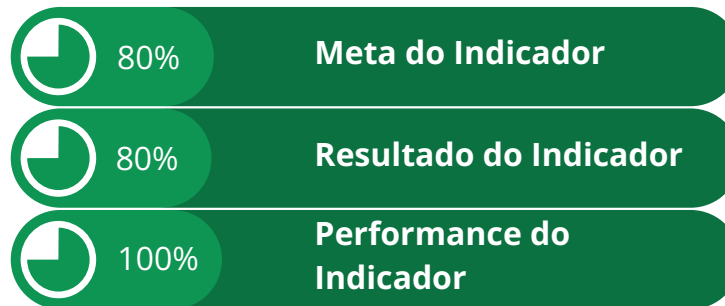 80%
Meta do Indicador
80%
Resultado do Indicador
100%
Performance do
Indicador